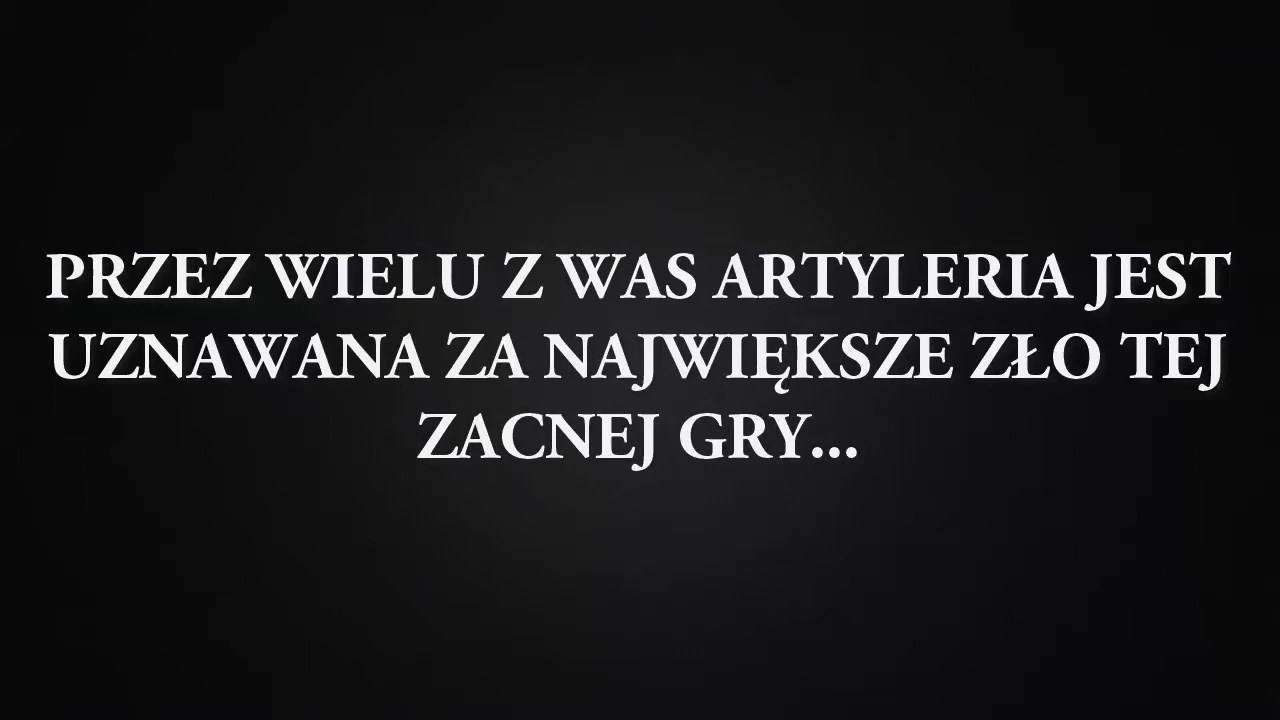 PRZEZ WIELU Z WAS ARTYLERIA JEST
UZNAWANA ZA NAJWIĘKSZE ZŁO TEJ
ZACNEJ GRY...